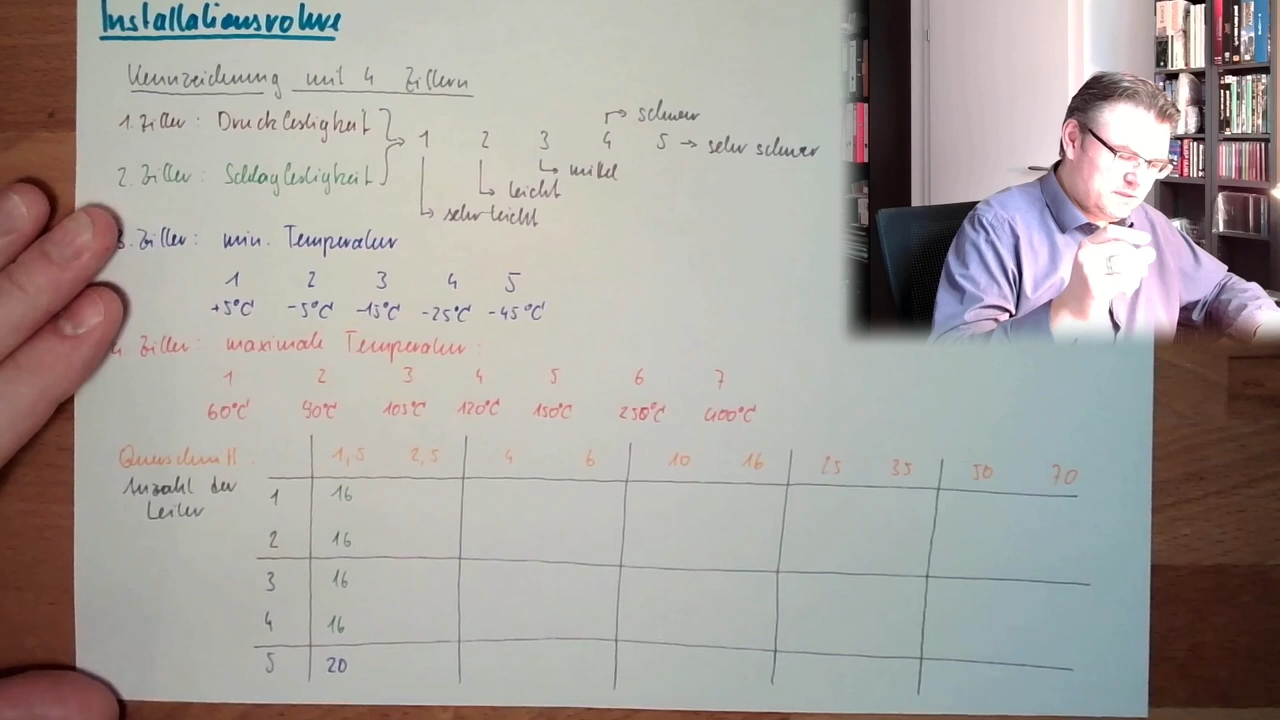 Installationsrohre
Kennzeichnung mit 4 Ziffern
1. Ziffer: Druckfestigkeit
2. Ziffer: Schlagfestigkeit
1 2 3 4 5 → sehr schwer
schwer
mittel
leicht
sehr leicht
3. Ziffer: min. Temperatur
1 2 3 4 5
+5°C -5°C -15°C -25°C -45°C
4. Ziffer: maximale Temperatur:
1 2 3 4 5 6 7
60°C 90°C 105°C 120°C 150°C 250°C 400°C
Querschnitt 1,5 2,5 4 6 10 16 25 35 50 70
Anzahl der
Leiter
1 16
2 16
3 16
4 16
5 20